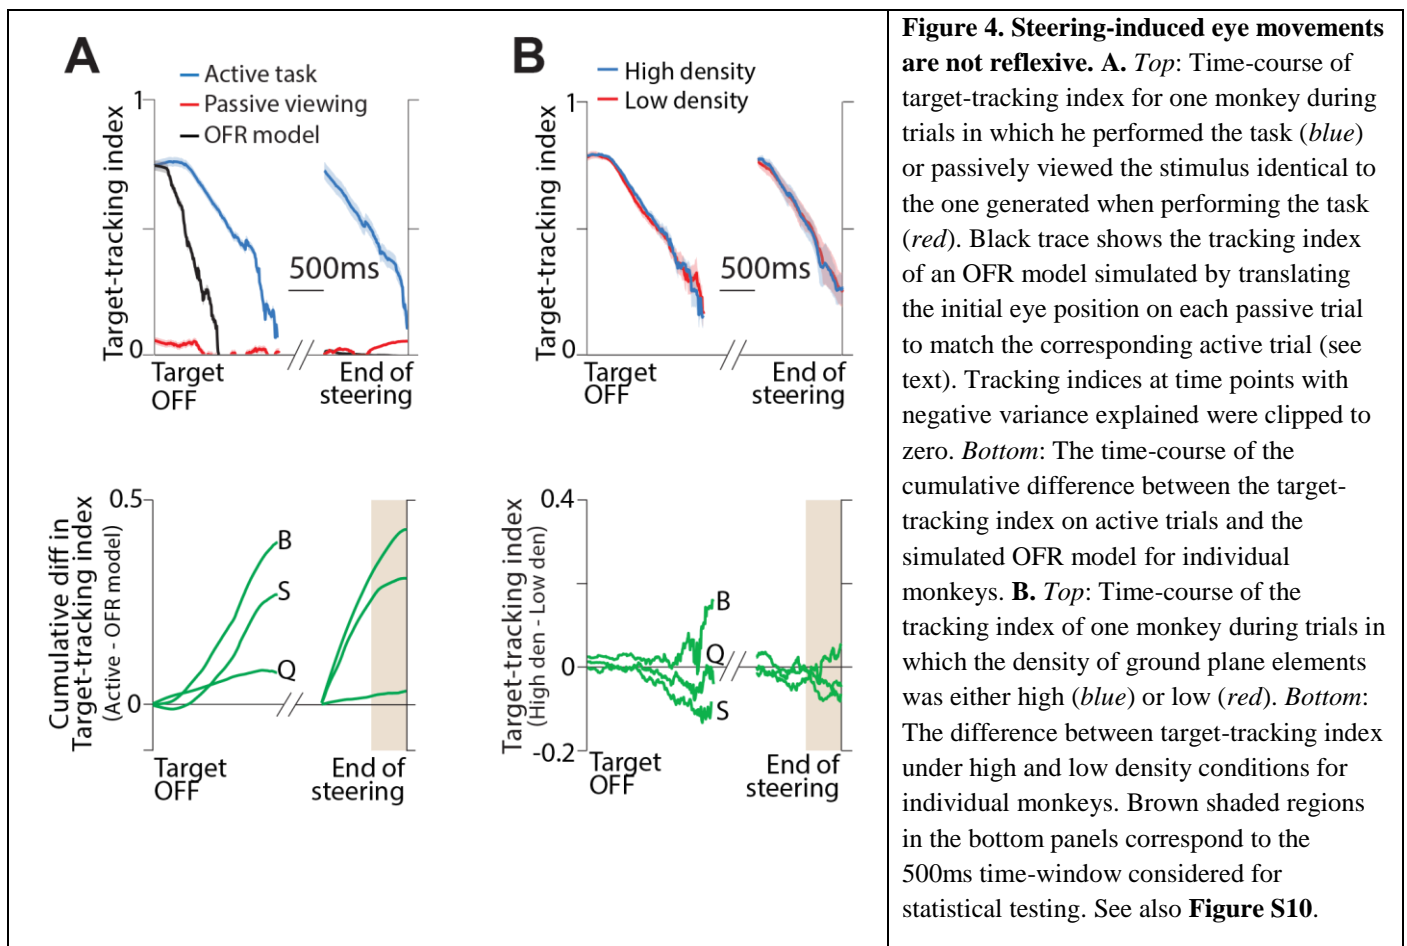 A
Active task
Passive viewing
OFR model
1
Target-tracking index
0
500ms
Target
OFF
End of
steering
B
High density
Low density
1
Target-tracking index
0
500ms
Target
OFF
End of
steering
0.5
Cumulative diff in
Target-tracking index
(Active - OFR model)
0
B
S
Q
Target
OFF
End of
steering
0.4
Target-tracking index
(High den - Low den)
0
-0.2
B
Q
S
Target
OFF
End of
steering
Figure 4. Steering-induced eye movements
are not reflexive. A. Top: Time-course of
target-tracking index for one monkey during
trials in which he performed the task (blue)
or passively viewed the stimulus identical to
the one generated when performing the task
(red). Black trace shows the tracking index
of an OFR model simulated by translating
the initial eye position on each passive trial
to match the corresponding active trial (see
text). Tracking indices at time points with
negative variance explained were clipped to
zero. Bottom: The time-course of the
cumulative difference between the target-
tracking index on active trials and the
simulated OFR model for individual
monkeys. B. Top: Time-course of the
tracking index of one monkey during trials in
which the density of ground plane elements
was either high (blue) or low (red). Bottom:
The difference between target-tracking index
under high and low density conditions for
individual monkeys. Brown shaded regions
in the bottom panels correspond to the
500ms time-window considered for
statistical testing. See also Figure S10.